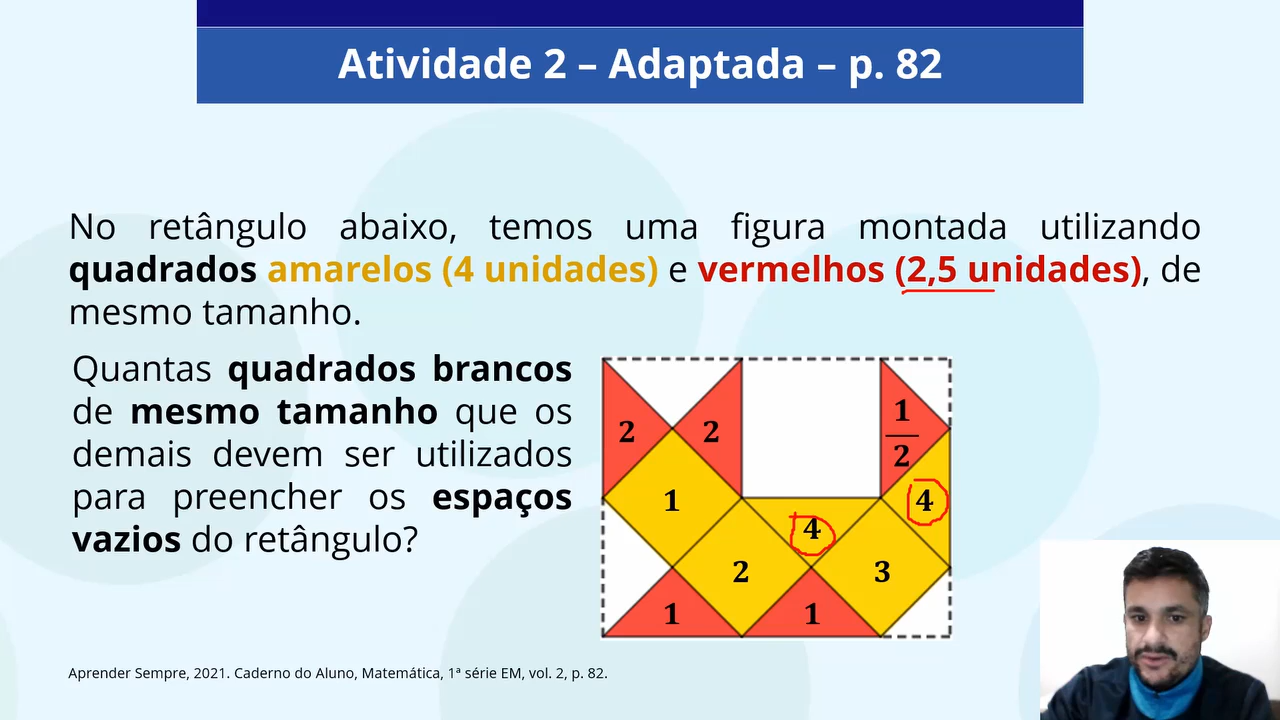 Atividade 2 – Adaptada – p. 82
No retângulo abaixo, temos uma figura montada utilizando
quadrados amarelos (4 unidades) e vermelhos (2,5 unidades), de
mesmo tamanho.
Quantas quadrados brancos
de mesmo tamanho que os
demais devem ser utilizados
para preencher os espaços
vazios do retângulo?
1
2
2
2
1
4
4
2
3
1
1
Aprender Sempre, 2021. Caderno do Aluno, Matemática, 1ª série EM, vol. 2, p. 82.